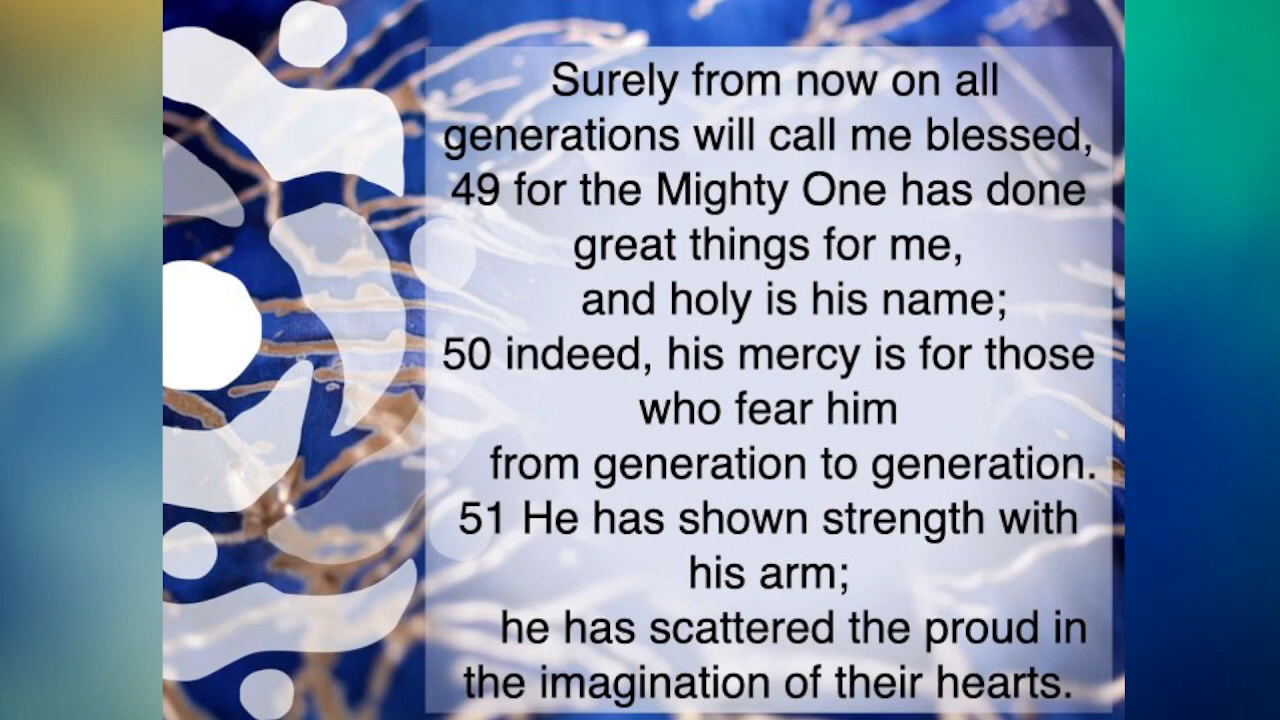 Surely from now on all
generations will call me blessed,
49 for the Mighty One has done
great things for me,
and holy is his name;
50 indeed, his mercy is for those
who fear him
from generation to generation.
51 He has shown strength with
his arm;
he has scattered the proud in
the imagination of their hearts.